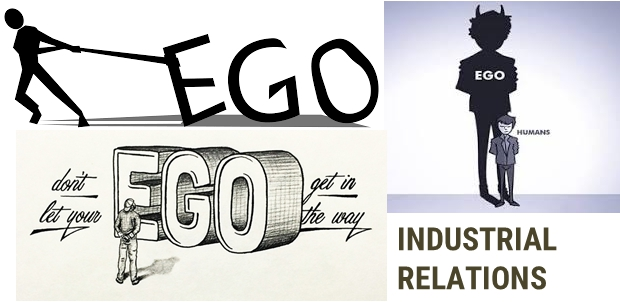 EGO
EGO
HUMANS
don't EGO get in
let your the way
INDUSTRIAL
RELATIONS